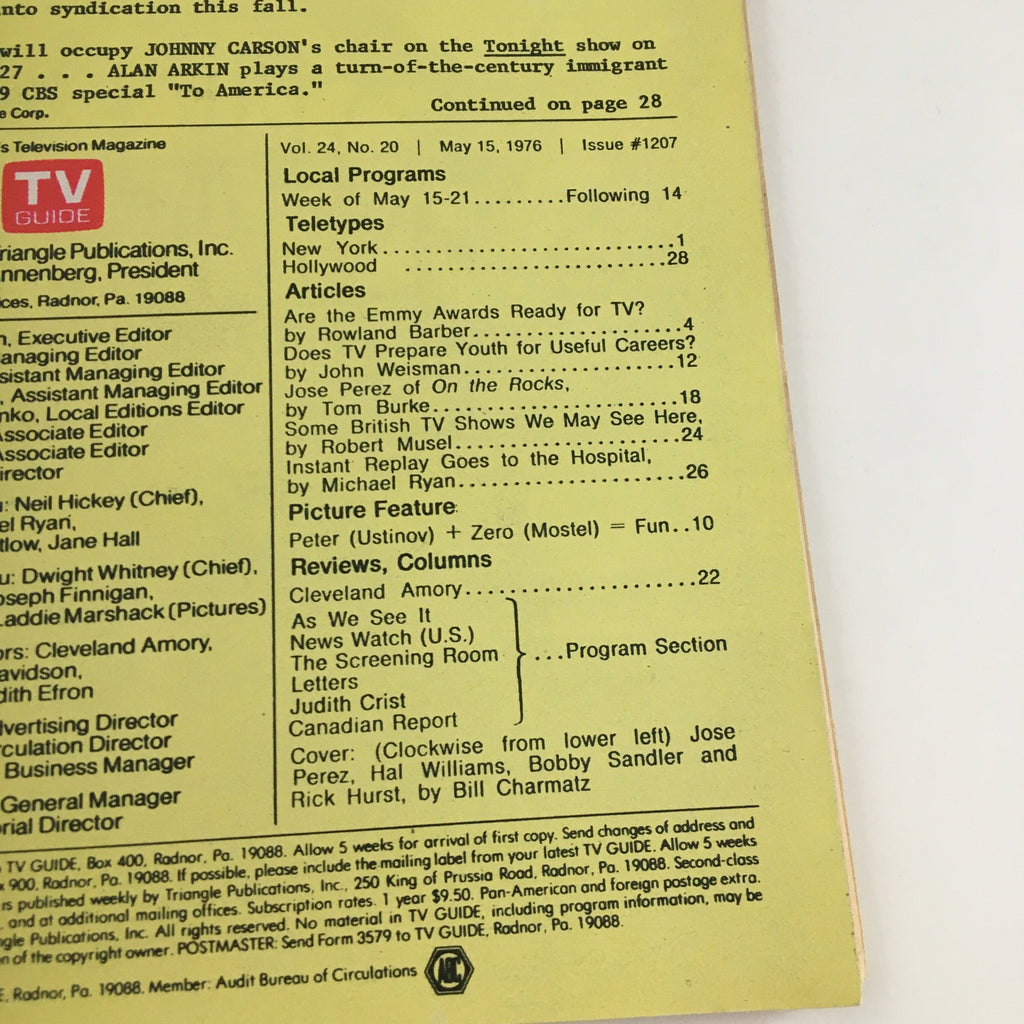 into syndication this fall.
will occupy JOHNNY CARSON's chair on the Tonight show on
27 . . . ALAN ARKIN plays a turn-of-the-century immigrant
9 CBS special "To America."
Continued on page 28
e Corp.
's Television Magazine
TV
GUIDE
riangle Publications, Inc.
nnenberg, President
ices, Radnor, Pa. 19088
n, Executive Editor
anaging Editor
sistant Managing Editor
, Assistant Managing Editor
nko, Local Editions Editor
Associate Editor
Associate Editor
irector
u: Neil Hickey (Chief),
el Ryan,
tlow, Jane Hall
u: Dwight Whitney (Chief),
oseph Finnigan,
Laddie Marshack (Pictures)
ors: Cleveland Amory,
avidson,
dith Efron
dvertising Director
rculation Director
Business Manager
General Manager
orial Director
Vol. 24, No. 20 | May 15, 1976 | Issue #1207
Local Programs
Week of May 15-21.........Following 14
Teletypes
New York.............................1
Hollywood ..........................28
Articles
Are the Emmy Awards Ready for TV?
by Rowland Barber....................4
Does TV Prepare Youth for Useful Careers?
by John Weisman....................12
Jose Perez of On the Rocks,
by Tom Burke.......................18
Some British TV Shows We May See Here,
by Robert Musel.....................24
Instant Replay Goes to the Hospital,
by Michael Ryan.....................26
Picture Feature
Peter (Ustinov) + Zero (Mostel) = Fun..10
Reviews, Columns
Cleveland Amory......................22
As We See It
News Watch (U.S.)
The Screening Room ...Program Section
Letters
Judith Crist
Canadian Report
Cover: (Clockwise from lower left) Jose
Perez, Hal Williams, Bobby Sandler and
Rick Hurst, by Bill Charmatz
TV GUIDE, Box 400, Radnor, Pa. 19088. Allow 5 weeks for arrival of first copy. Send changes of address and
x 900, Radnor, Pa. 19088. If possible, please include the mailing label from your latest TV GUIDE. Allow 5 weeks
is published weekly by Triangle Publications, Inc., 250 King of Prussia Road, Radnor, Pa. 19088. Second-class
, and at additional mailing offices. Subscription rates. 1 year $9.50. Pan-American and foreign postage extra.
ngle Publications, Inc. All rights reserved. No material in TV GUIDE, including program information, may be
on of the copyright owner. POSTMASTER: Send Form 3579 to TV GUIDE, Radnor, Pa. 19088.
E, Radnor, Pa. 19088. Member: Audit Bureau of Circulations
ABC